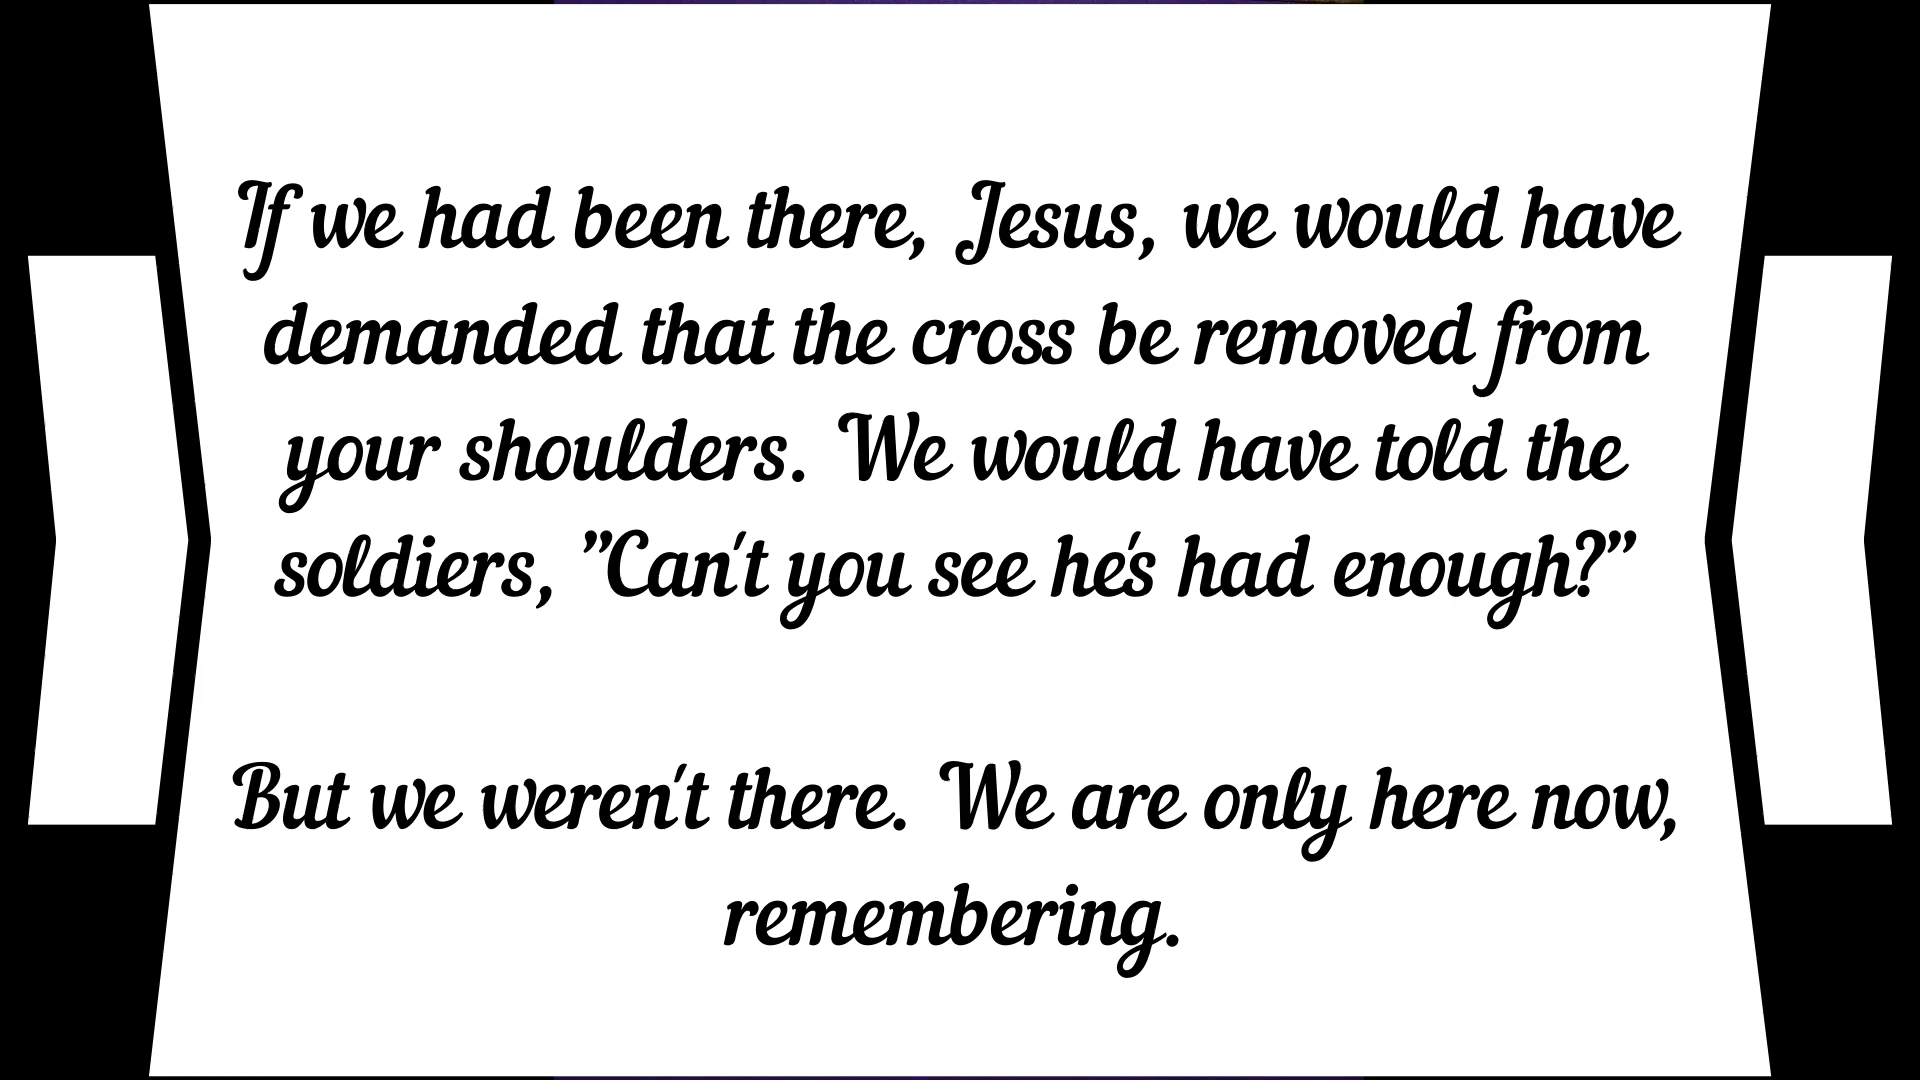 If we had been there, Jesus, we would have
demanded that the cross be removed from
your shoulders. We would have told the
soldiers, ”Can't you see he's had enough?”
But we weren't there. We are only here now,
remembering.